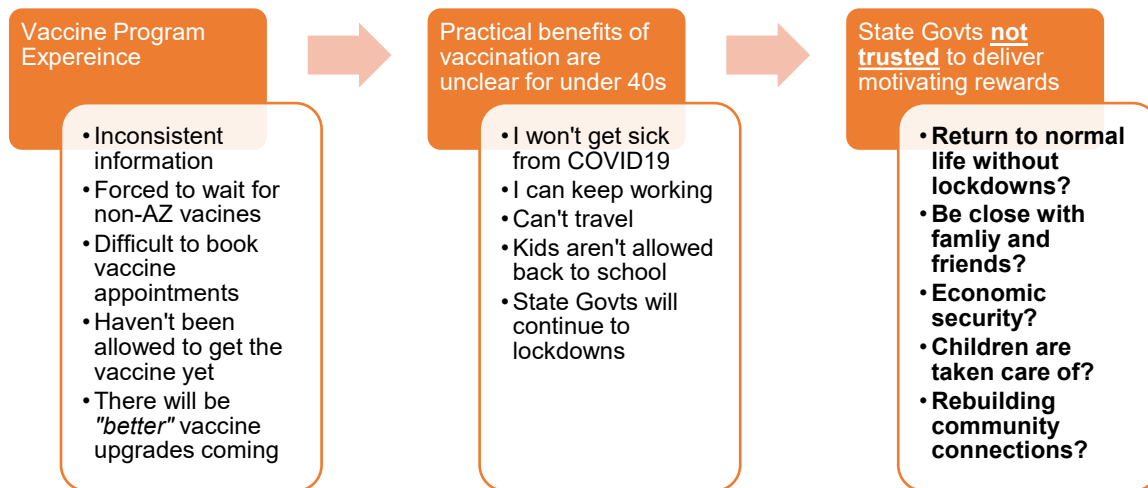 Vaccine Program
Expereince
• Inconsistent
information
• Forced to wait for
non-AZ vacines
• Difficult to book
vaccine
appointments
• Haven't been
allowed to get the
vaccine yet
• There will be
"better" vaccine
upgrades coming
Practical benefits of
vaccination are
unclear for under 40s
• I won't get sick
from COVID19
• I can keep working
• Can't travel
• Kids aren't allowed
back to school
• State Govts will
continue to
lockdowns
State Govts not
trusted to deliver
motivating rewards
• Return to normal
life without
lockdowns?
• Be close with
famliy and
friends?
• Economic
security?
• Children are
taken care of?
• Rebuilding
community
connections?